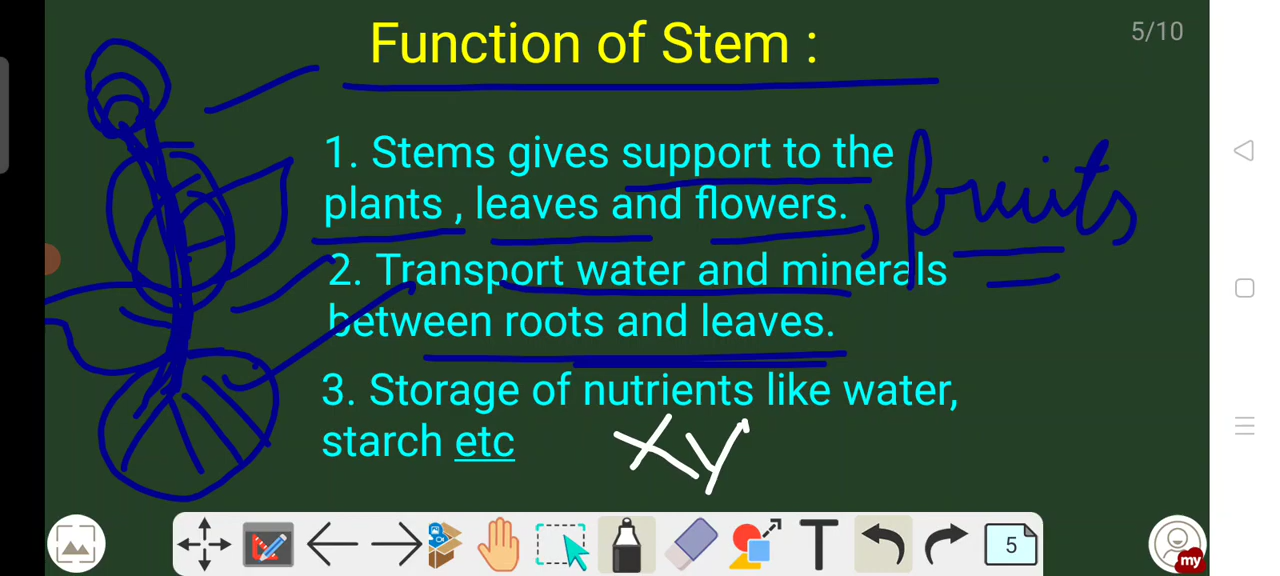 5/10
Function of Stem :
1. Stems gives support to the
plants , leaves and flowers. , fruits
2. Transport water and minerals
between roots and leaves.
3. Storage of nutrients like water,
starch etc
xy
T
5
my